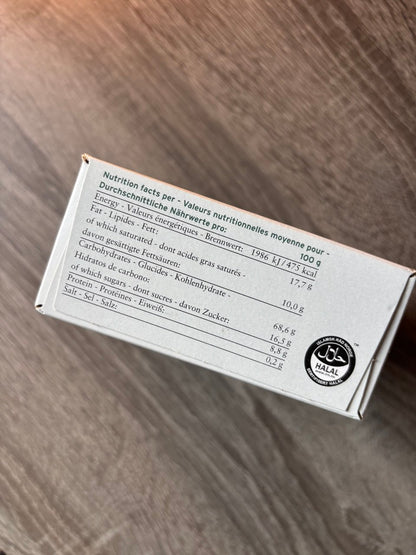 Nutrition facts per - Valeurs nutritionnelles moyenne pour -
Durchschnittliche Nährwerte pro: 100 g
Energy - Valeurs énergétiques - Brennwert: 1986 kJ / 475 kcal
Fat - Lipides - Fett: 17,7 g
of which saturated - dont acides gras saturés -
davon gesättigte Fettsäuren: 10,0 g
Carbohydrates - Glucides - Kohlenhydrate -
Hidratos de carbono: 68,6 g
of which sugars - dont sucres - davon Zucker: 16,5 g
Protein - Proteines - Eiweiß: 8,8 g
Salz - Sel - Salz: 0,2 g
حلال
HALAL